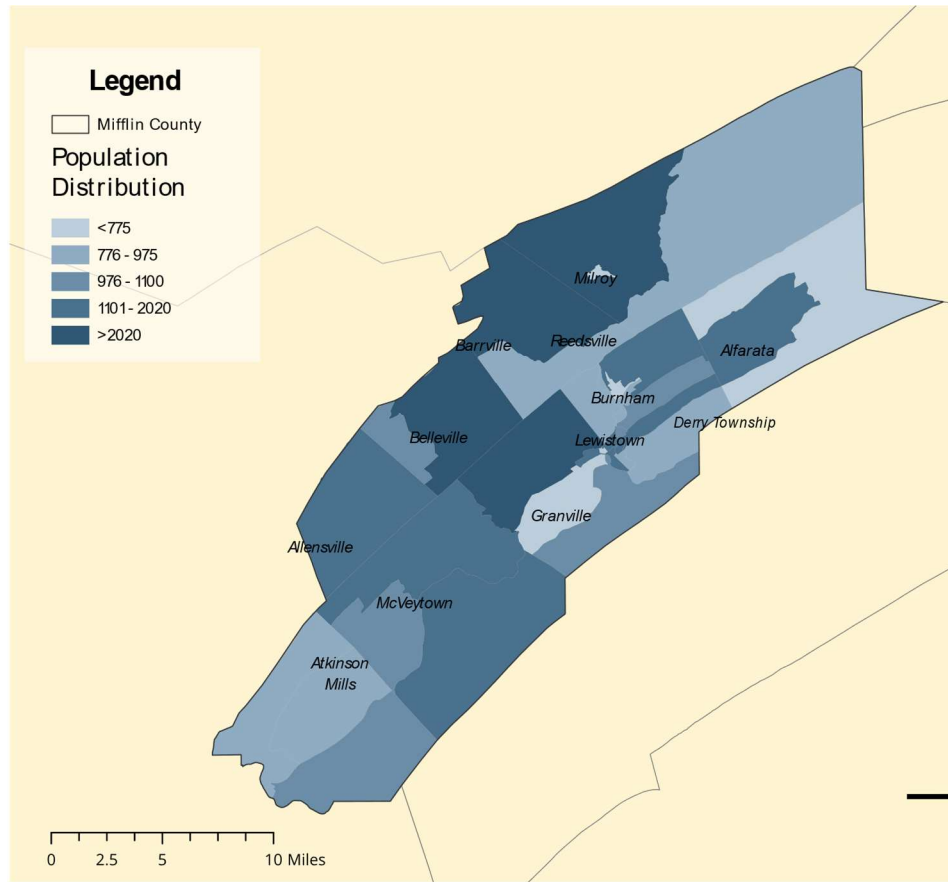 Legend
Mifflin County
Population
Distribution
<775
776 - 975
976 - 1100
1101 - 2020
>2020
Milroy
Reedsville
Barrville
Alfarata
Burnham
Derry Township
Belleville
Lewistown
Granville
Allensville
McVeytown
Atkinson
Mills
0 2.5 5 10 Miles